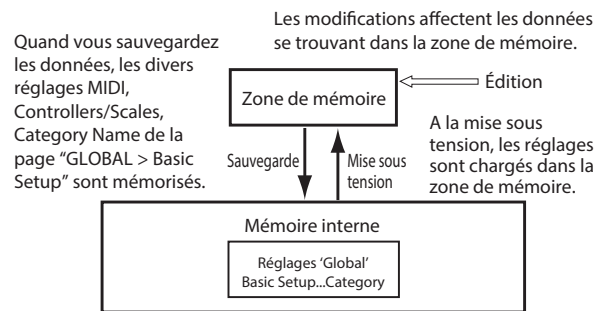 Les modifications affectent les données
se trouvant dans la zone de mémoire.
Quand vous sauvegardez
les données, les divers
réglages MIDI,
Controllers/Scales,
Category Name de la
page “GLOBAL > Basic
Setup” sont mémorisés.
Zone de mémoire
Édition
Sauvegarde
Mise sous
tension
A la mise sous
tension, les réglages
sont chargés dans la
zone de mémoire.
Mémoire interne
Réglages ‘Global’
Basic Setup...Category